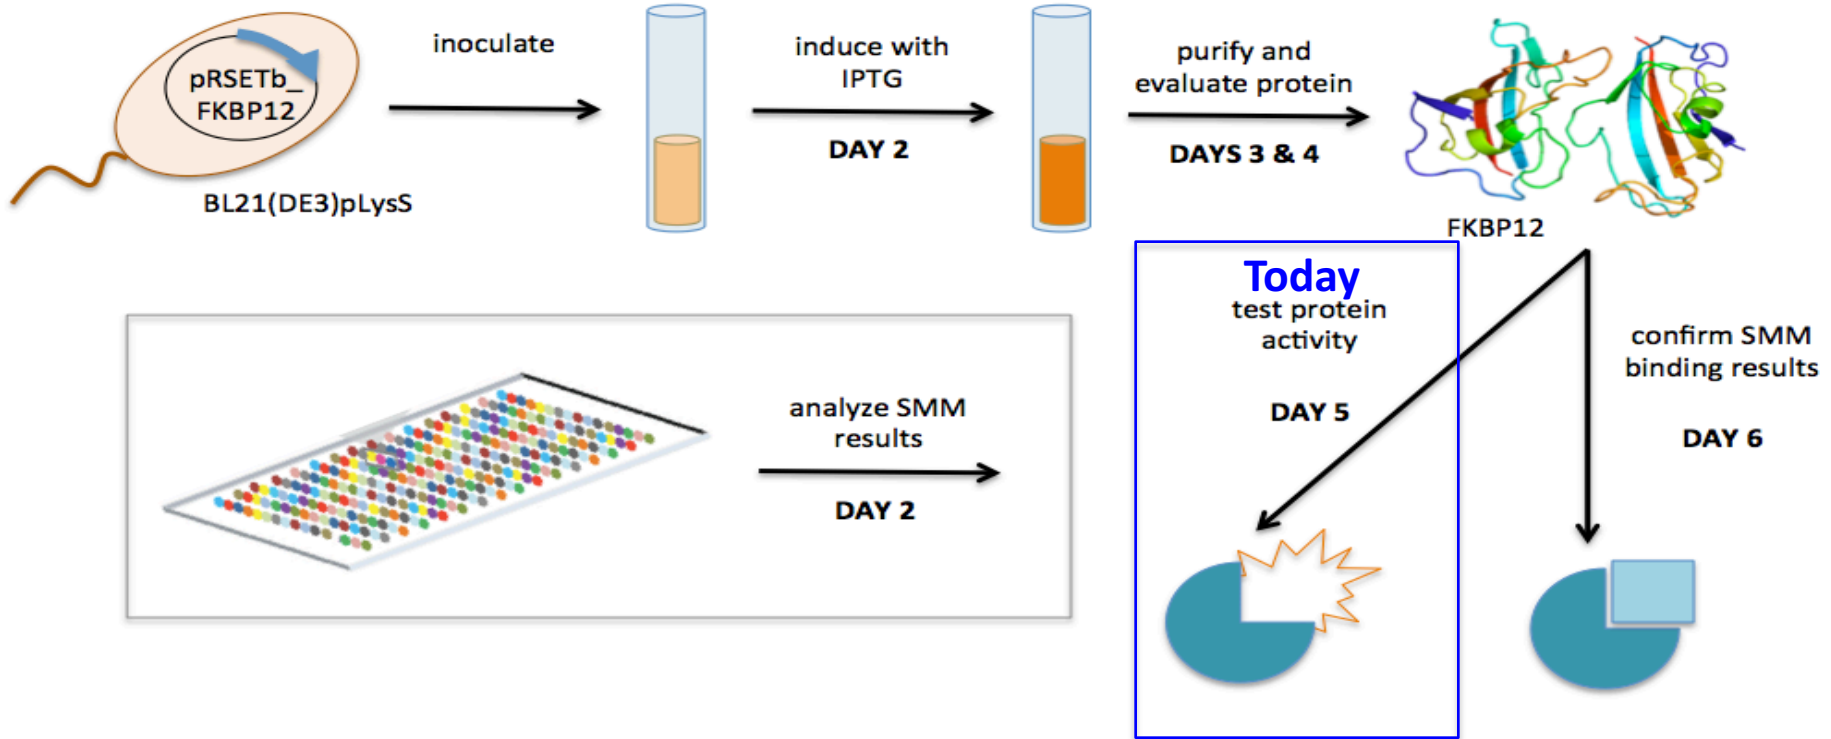 pRSETb_
FKBP12
BL21(DE3)pLysS
inoculate
induce with
IPTG
DAY 2
purify and
evaluate protein
DAYS 3 & 4
FKBP12
Today
test protein
activity
DAY 5
confirm SMM
binding results
DAY 6
analyze SMM
results
DAY 2